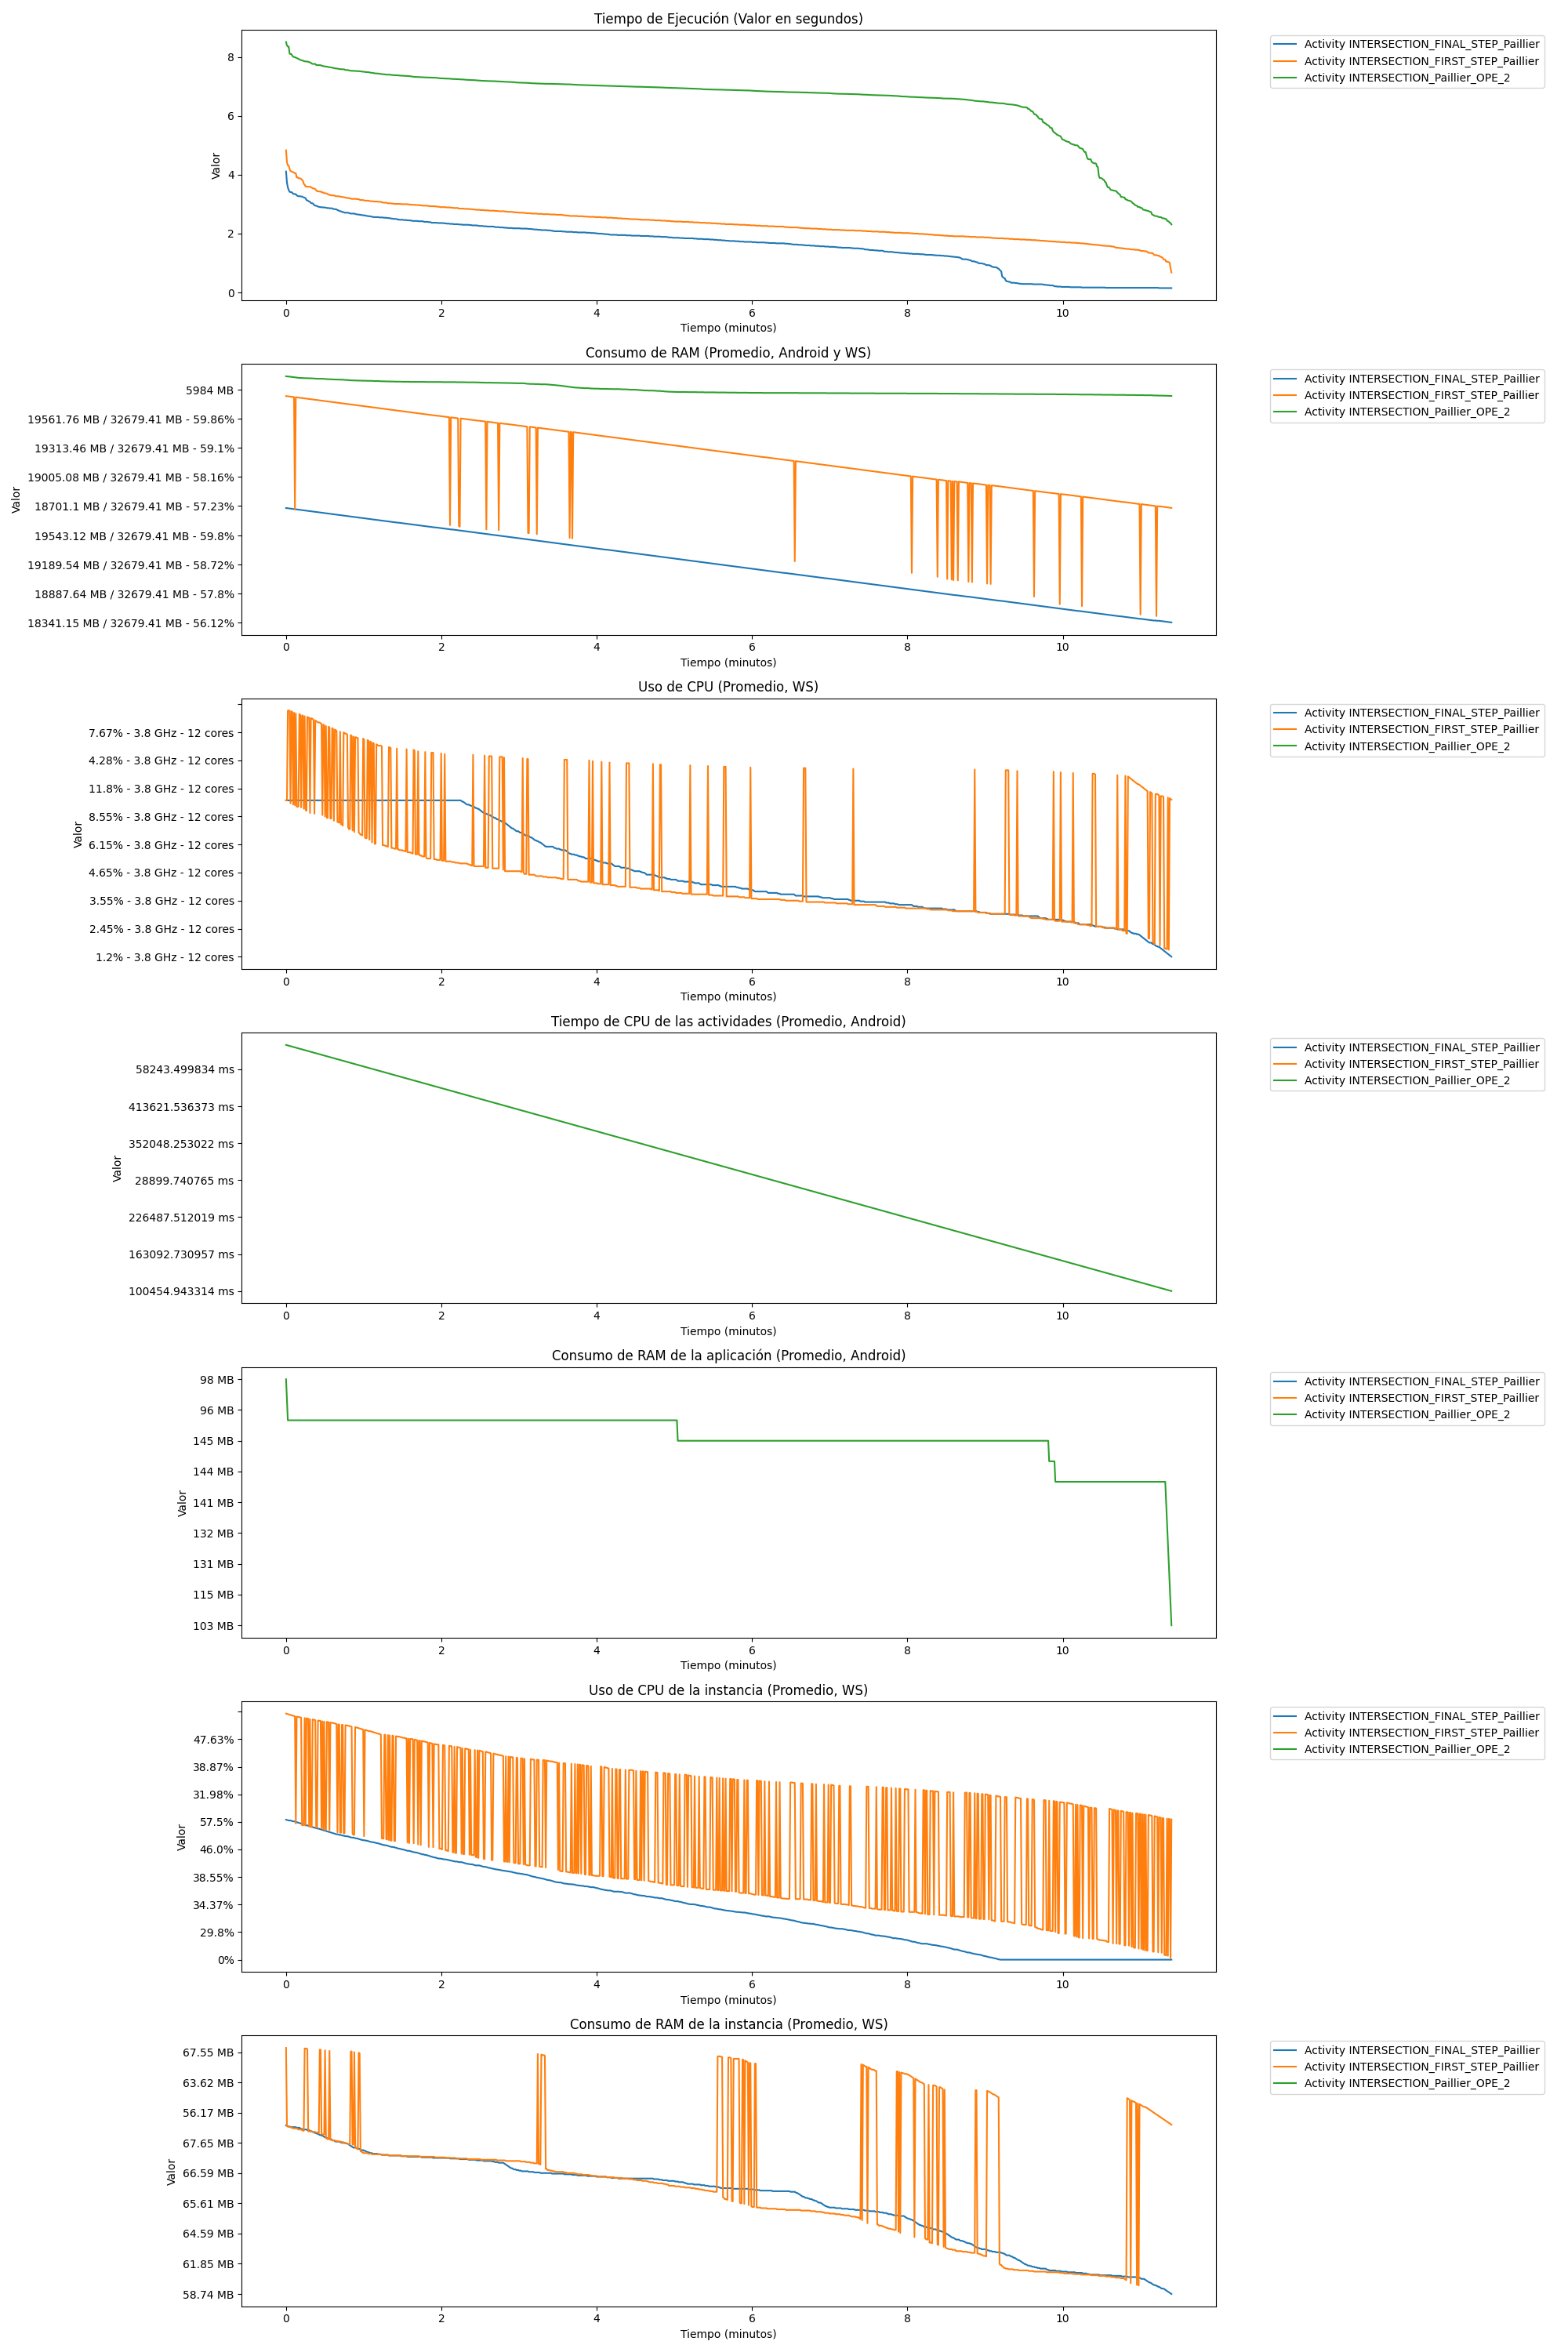 Tiempo de Ejecución (Valor en segundos)
Activity INTERSECTION_FINAL_STEP_Paillier
Activity INTERSECTION_FIRST_STEP_Paillier
Activity INTERSECTION_Paillier_OPE_2
8
6
4
2
0
Valor
0 2 4 6 8 10
Tiempo (minutos)
Consumo de RAM (Promedio, Android y WS)
Activity INTERSECTION_FINAL_STEP_Paillier
Activity INTERSECTION_FIRST_STEP_Paillier
Activity INTERSECTION_Paillier_OPE_2
5984 MB
19561.76 MB / 32679.41 MB - 59.86%
19313.46 MB / 32679.41 MB - 59.1%
19005.08 MB / 32679.41 MB - 58.16%
18701.1 MB / 32679.41 MB - 57.23%
19543.12 MB / 32679.41 MB - 59.8%
19189.54 MB / 32679.41 MB - 58.72%
18887.64 MB / 32679.41 MB - 57.8%
18341.15 MB / 32679.41 MB - 56.12%
Valor
0 2 4 6 8 10
Tiempo (minutos)
Uso de CPU (Promedio, WS)
Activity INTERSECTION_FINAL_STEP_Paillier
Activity INTERSECTION_FIRST_STEP_Paillier
Activity INTERSECTION_Paillier_OPE_2
7.67% - 3.8 GHz - 12 cores
4.28% - 3.8 GHz - 12 cores
11.8% - 3.8 GHz - 12 cores
8.55% - 3.8 GHz - 12 cores
6.15% - 3.8 GHz - 12 cores
4.65% - 3.8 GHz - 12 cores
3.55% - 3.8 GHz - 12 cores
2.45% - 3.8 GHz - 12 cores
1.2% - 3.8 GHz - 12 cores
Valor
0 2 4 6 8 10
Tiempo (minutos)
Tiempo de CPU de las actividades (Promedio, Android)
Activity INTERSECTION_FINAL_STEP_Paillier
Activity INTERSECTION_FIRST_STEP_Paillier
Activity INTERSECTION_Paillier_OPE_2
58243.499834 ms
413621.536373 ms
352048.253022 ms
28899.740765 ms
226487.512019 ms
163092.730957 ms
100454.943314 ms
Valor
0 2 4 6 8 10
Tiempo (minutos)
Consumo de RAM de la aplicación (Promedio, Android)
Activity INTERSECTION_FINAL_STEP_Paillier
Activity INTERSECTION_FIRST_STEP_Paillier
Activity INTERSECTION_Paillier_OPE_2
98 MB
96 MB
145 MB
144 MB
141 MB
132 MB
131 MB
115 MB
103 MB
Valor
0 2 4 6 8 10
Tiempo (minutos)
Uso de CPU de la instancia (Promedio, WS)
Activity INTERSECTION_FINAL_STEP_Paillier
Activity INTERSECTION_FIRST_STEP_Paillier
Activity INTERSECTION_Paillier_OPE_2
47.63%
38.87%
31.98%
57.5%
46.0%
38.55%
34.37%
29.8%
0%
Valor
0 2 4 6 8 10
Tiempo (minutos)
Consumo de RAM de la instancia (Promedio, WS)
Activity INTERSECTION_FINAL_STEP_Paillier
Activity INTERSECTION_FIRST_STEP_Paillier
Activity INTERSECTION_Paillier_OPE_2
67.55 MB
63.62 MB
56.17 MB
67.65 MB
66.59 MB
65.61 MB
64.59 MB
61.85 MB
58.74 MB
Valor
0 2 4 6 8 10
Tiempo (minutos)